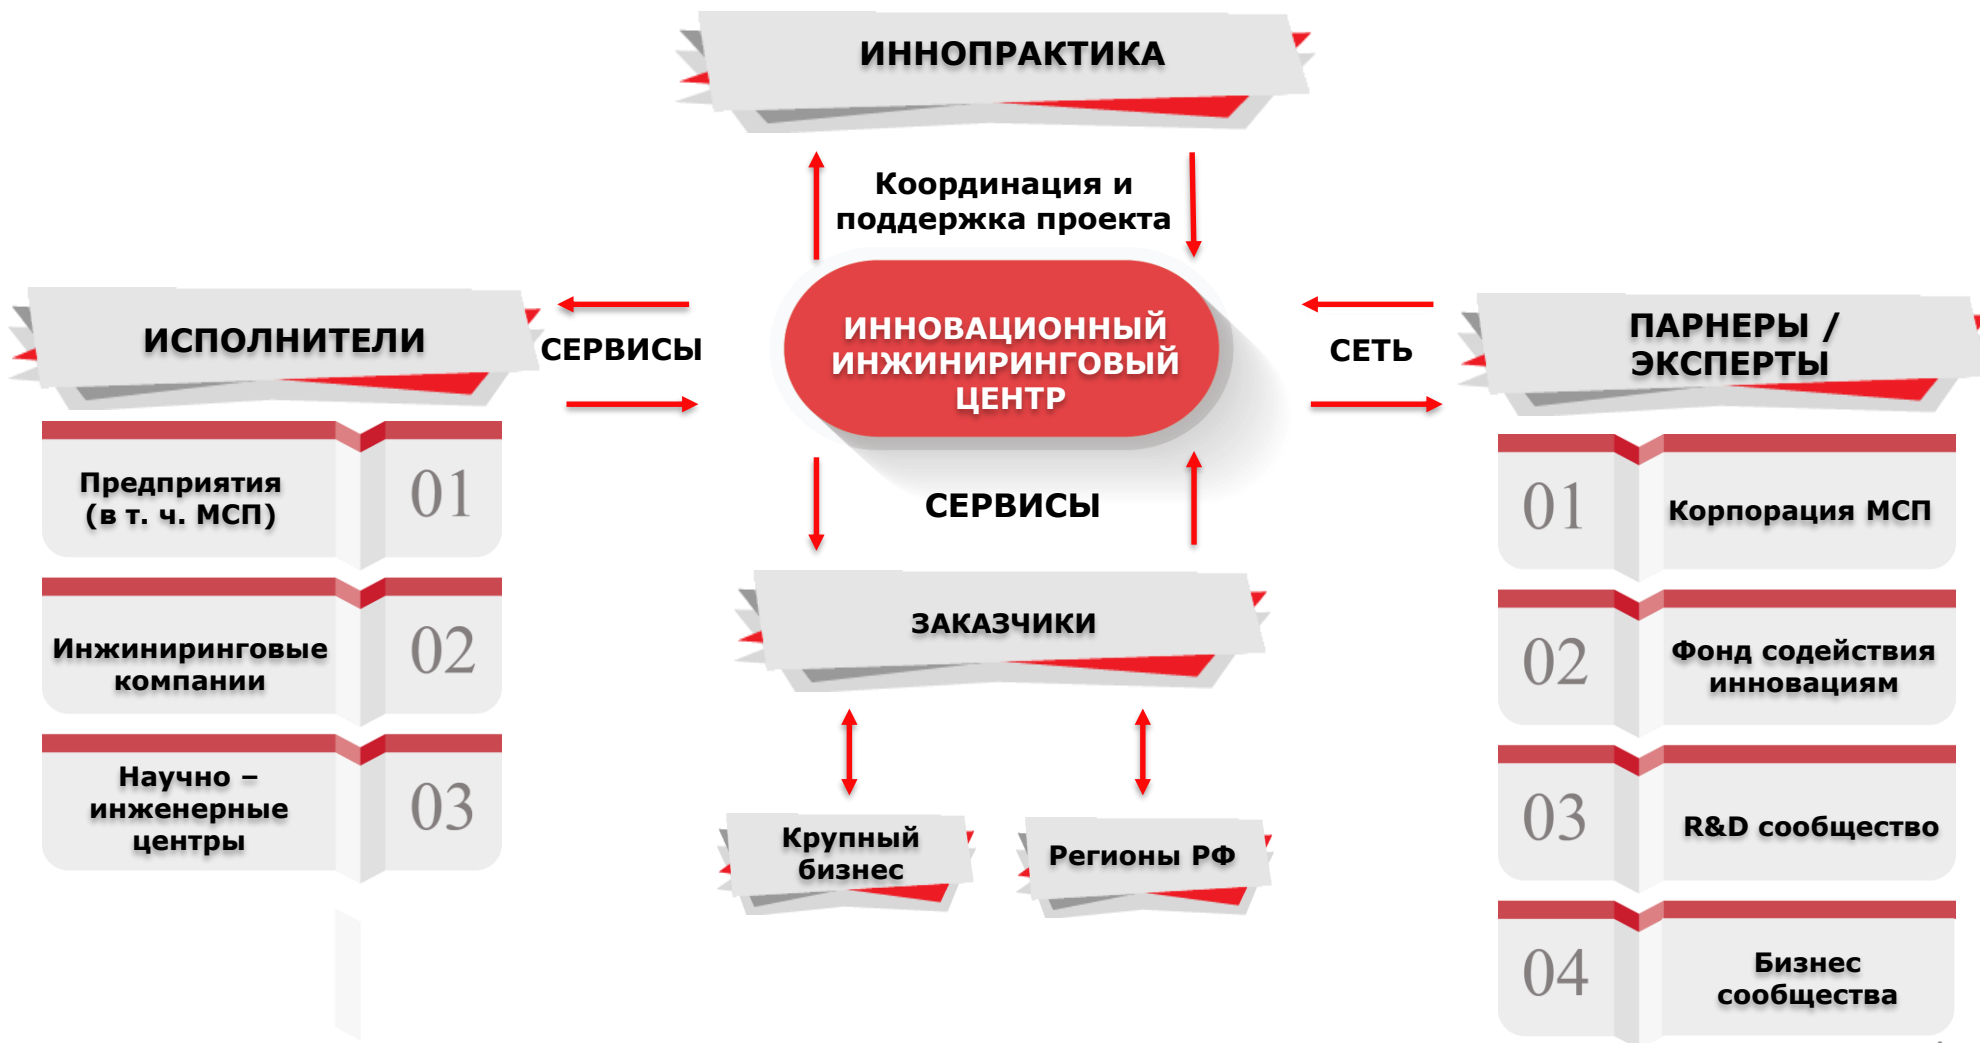 ИННОПРАКТИКА
Координация и
поддержка проекта
ИННОВАЦИОННЫЙ
ИНЖИНИРИНГОВЫЙ
ЦЕНТР
ИСПОЛНИТЕЛИ
СЕРВИСЫ
Предприятия
(в т. ч. МСП)
01
Инжиниринговые
компании
02
Научно –
инженерные
центры
03
СЕРВИСЫ
ЗАКАЗЧИКИ
Крупный
бизнес
Регионы РФ
СЕТЬ
ПАРНЕРЫ /
ЭКСПЕРТЫ
01
Корпорация МСП
02
Фонд содействия
инновациям
03
R&D сообщество
04
Бизнес
сообщества